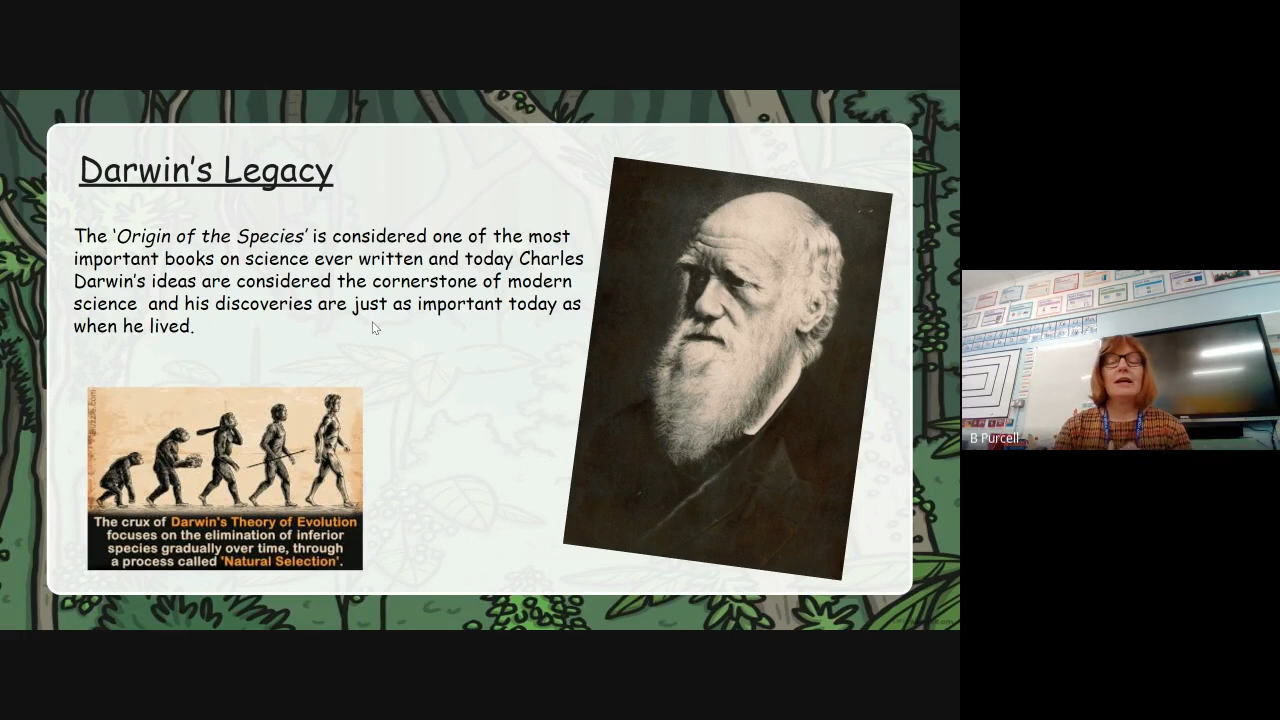 Darwin's Legacy
The 'Origin of the Species' is considered one of the most
important books on science ever written and today Charles
Darwin's ideas are considered the cornerstone of modern
science and his discoveries are just as important today as
when he lived.
The crux of Darwin's Theory of Evolution
focuses on the elimination of inferior
species gradually over time, through
a process called 'Natural Selection'.
B Purcell